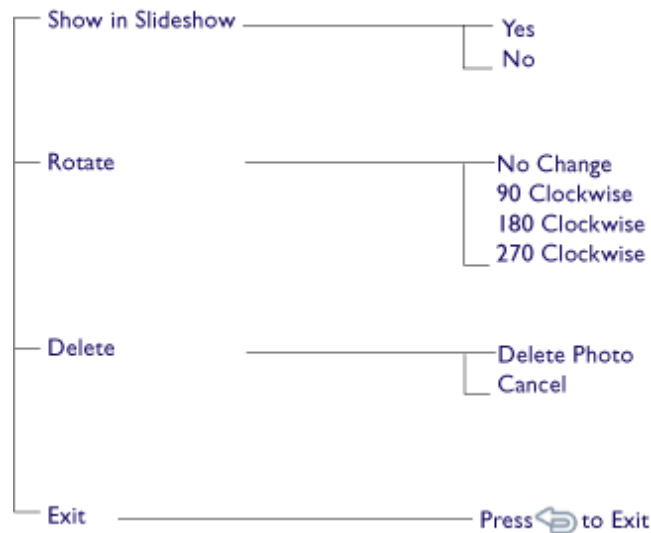 Show in Slideshow
Yes
No
Rotate
No Change
90 Clockwise
180 Clockwise
270 Clockwise
Delete
Delete Photo
Cancel
Exit
Press to Exit